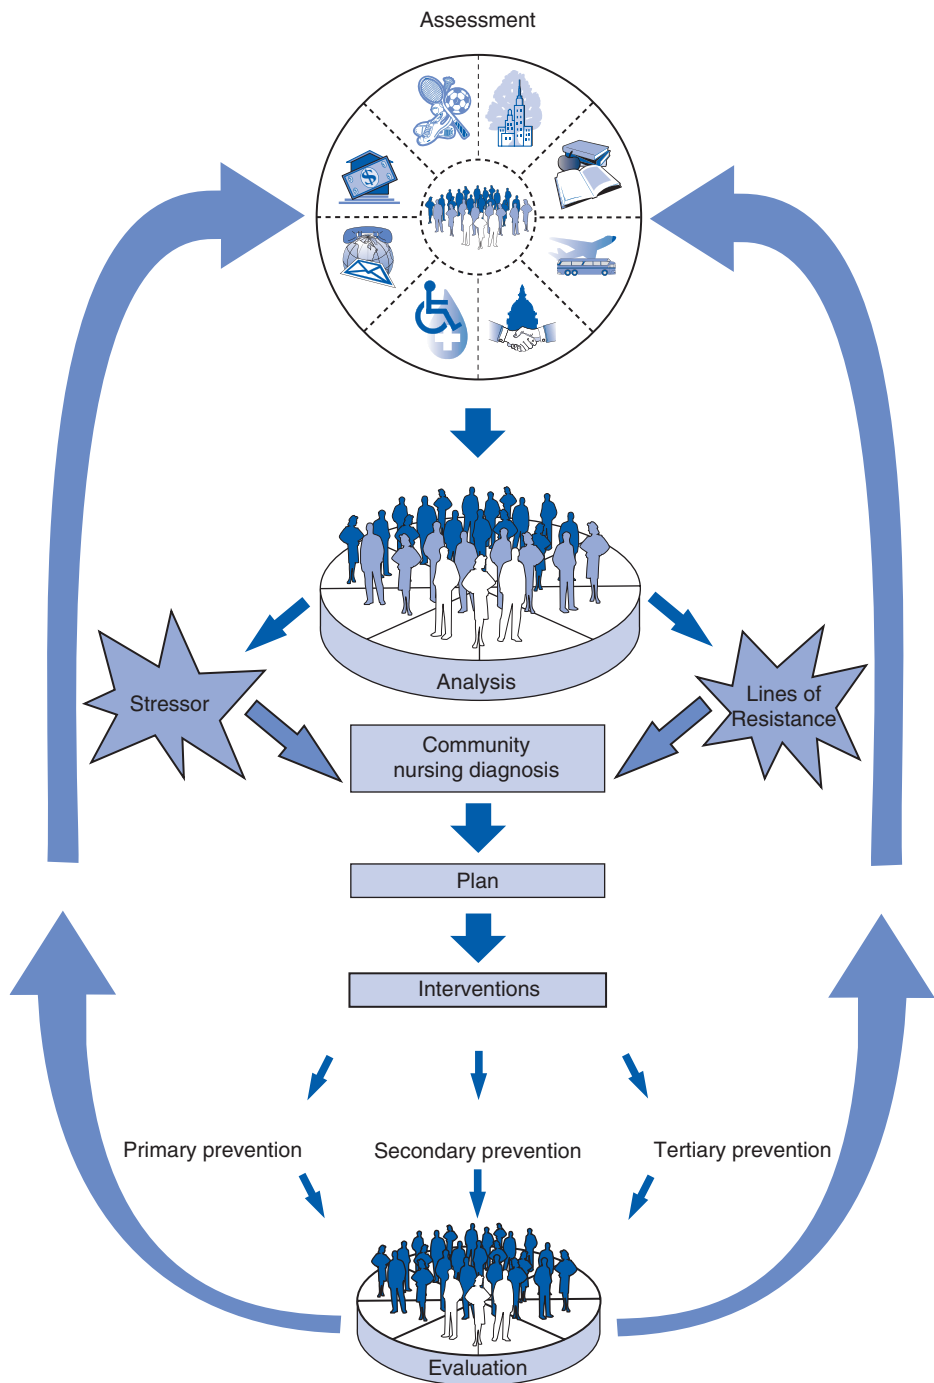 Assessment
$
Analysis
Stressor
Lines of
Resistance
Community
nursing diagnosis
Plan
Interventions
Primary prevention
Secondary prevention
Tertiary prevention
Evaluation